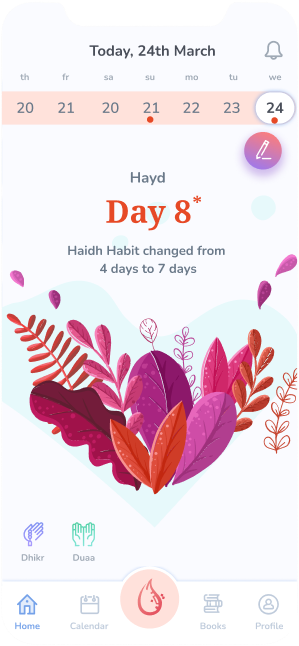 Today, 24th March
th fr sa su mo tu we
20 21 20 21 22 23 24
Hayd
Day 8*
Haidh Habit changed from
4 days to 7 days
Dhikr Duaa
Home Calendar Books Profile